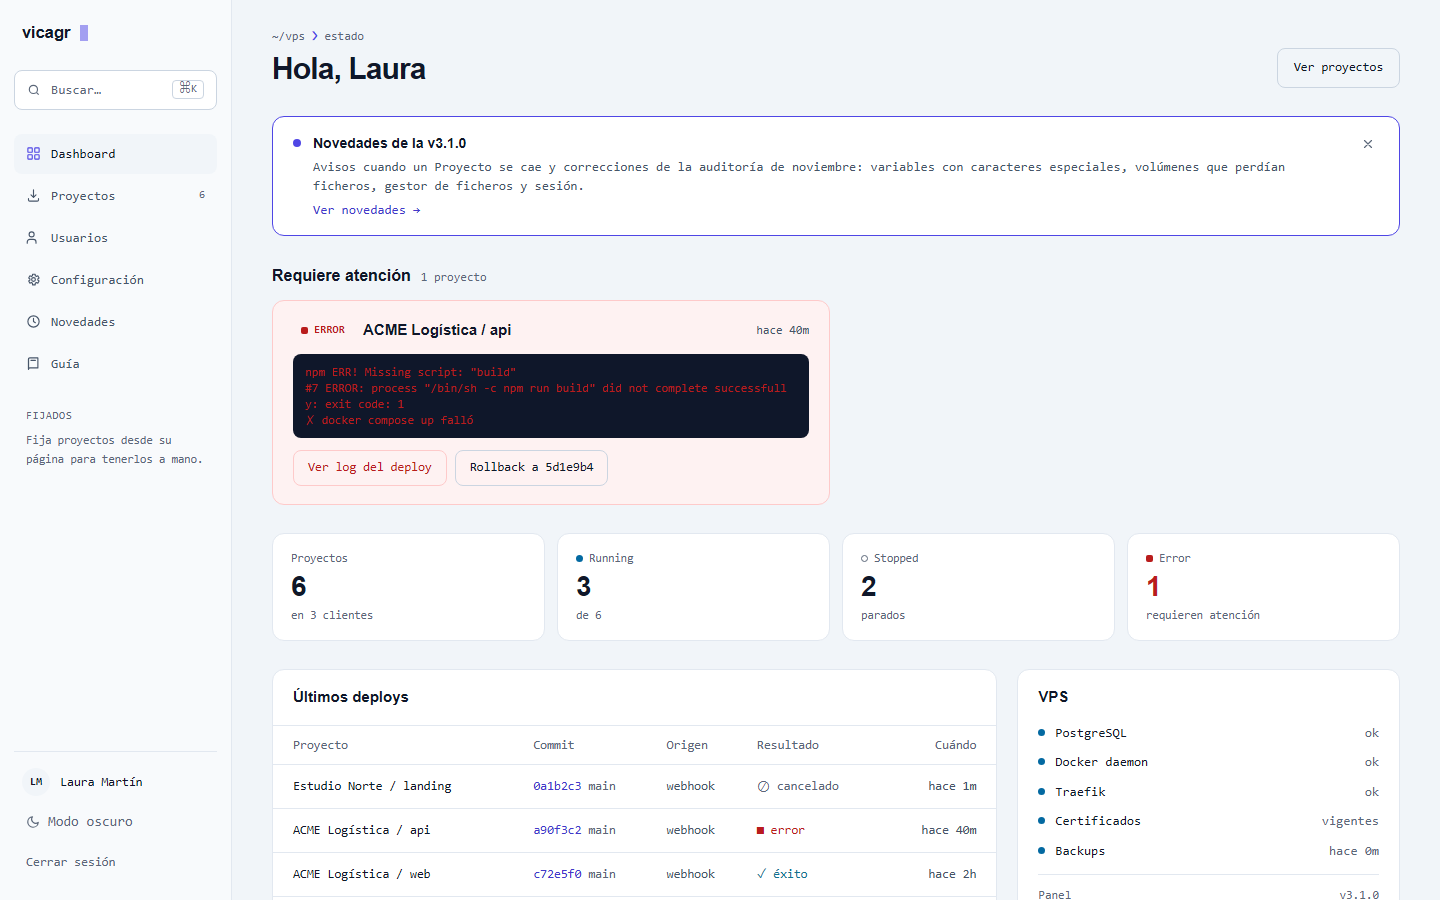 vicagr
Buscar…
⌘K
Dashboard
Proyectos 6
Usuarios
Configuración
Novedades
Guía
FIJADOS
Fija proyectos desde su
página para tenerlos a mano.
LM Laura Martín
Modo oscuro
Cerrar sesión
~/vps ❯ estado
Hola, Laura
Ver proyectos
Novedades de la v3.1.0
Avisos cuando un Proyecto se cae y correcciones de la auditoría de noviembre: variables con caracteres especiales, volúmenes que perdían
ficheros, gestor de ficheros y sesión.
Ver novedades →
Requiere atención 1 proyecto
ERROR ACME Logística / api hace 40m
npm ERR! Missing script: "build"
#7 ERROR: process "/bin/sh -c npm run build" did not complete successfull
y: exit code: 1
✗ docker compose up falló
Ver log del deploy
Rollback a 5d1e9b4
Proyectos
6
en 3 clientes
Running
3
de 6
Stopped
2
parados
Error
1
requieren atención
Últimos deploys
Proyecto Commit Origen Resultado Cuándo
Estudio Norte / landing 0a1b2c3 main webhook cancelado hace 1m
ACME Logística / api a90f3c2 main webhook error hace 40m
ACME Logística / web c72e5f0 main webhook ✓ éxito hace 2h
VPS
PostgreSQL ok
Docker daemon ok
Traefik ok
Certificados vigentes
Backups hace 0m
Panel v3.1.0